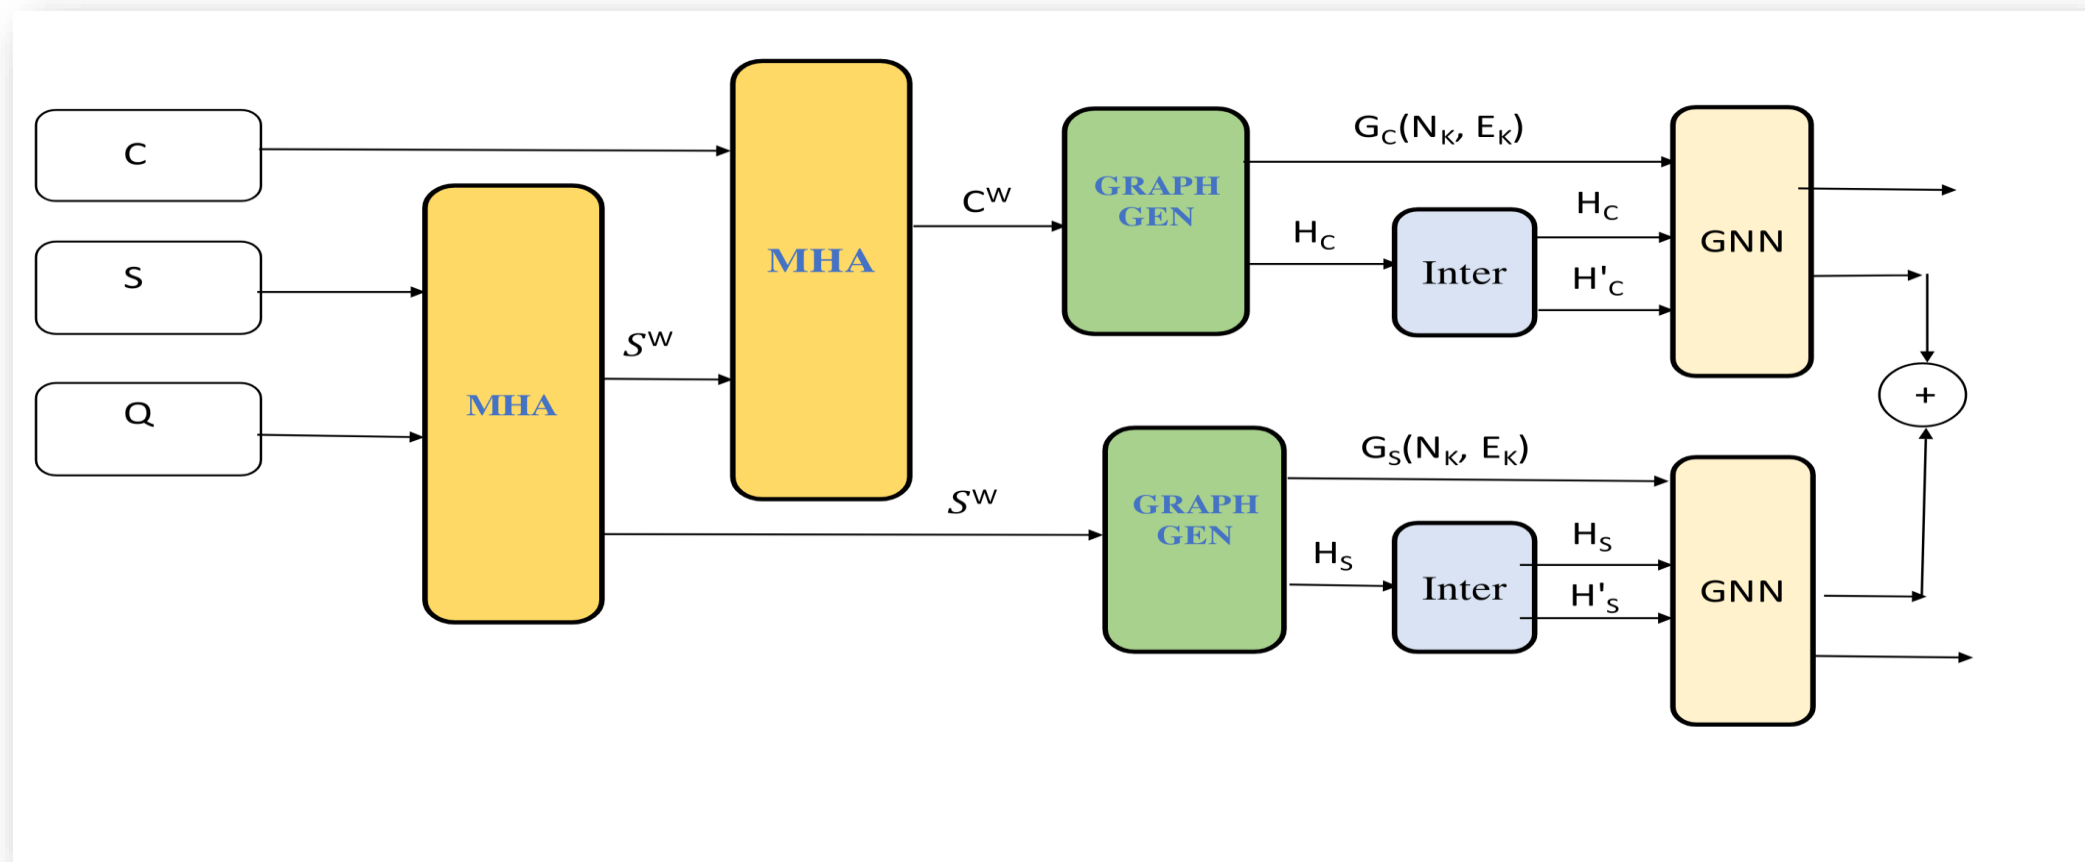 C
S
Q
MHA
Sᵂ
MHA
Sᵂ
Cᵂ
GRAPH
GEN
G_C(N_K, E_K)
H_C
Inter
H_C
H'_C
GNN
+
GRAPH
GEN
G_S(N_K, E_K)
H_S
Inter
H_S
H'_S
GNN